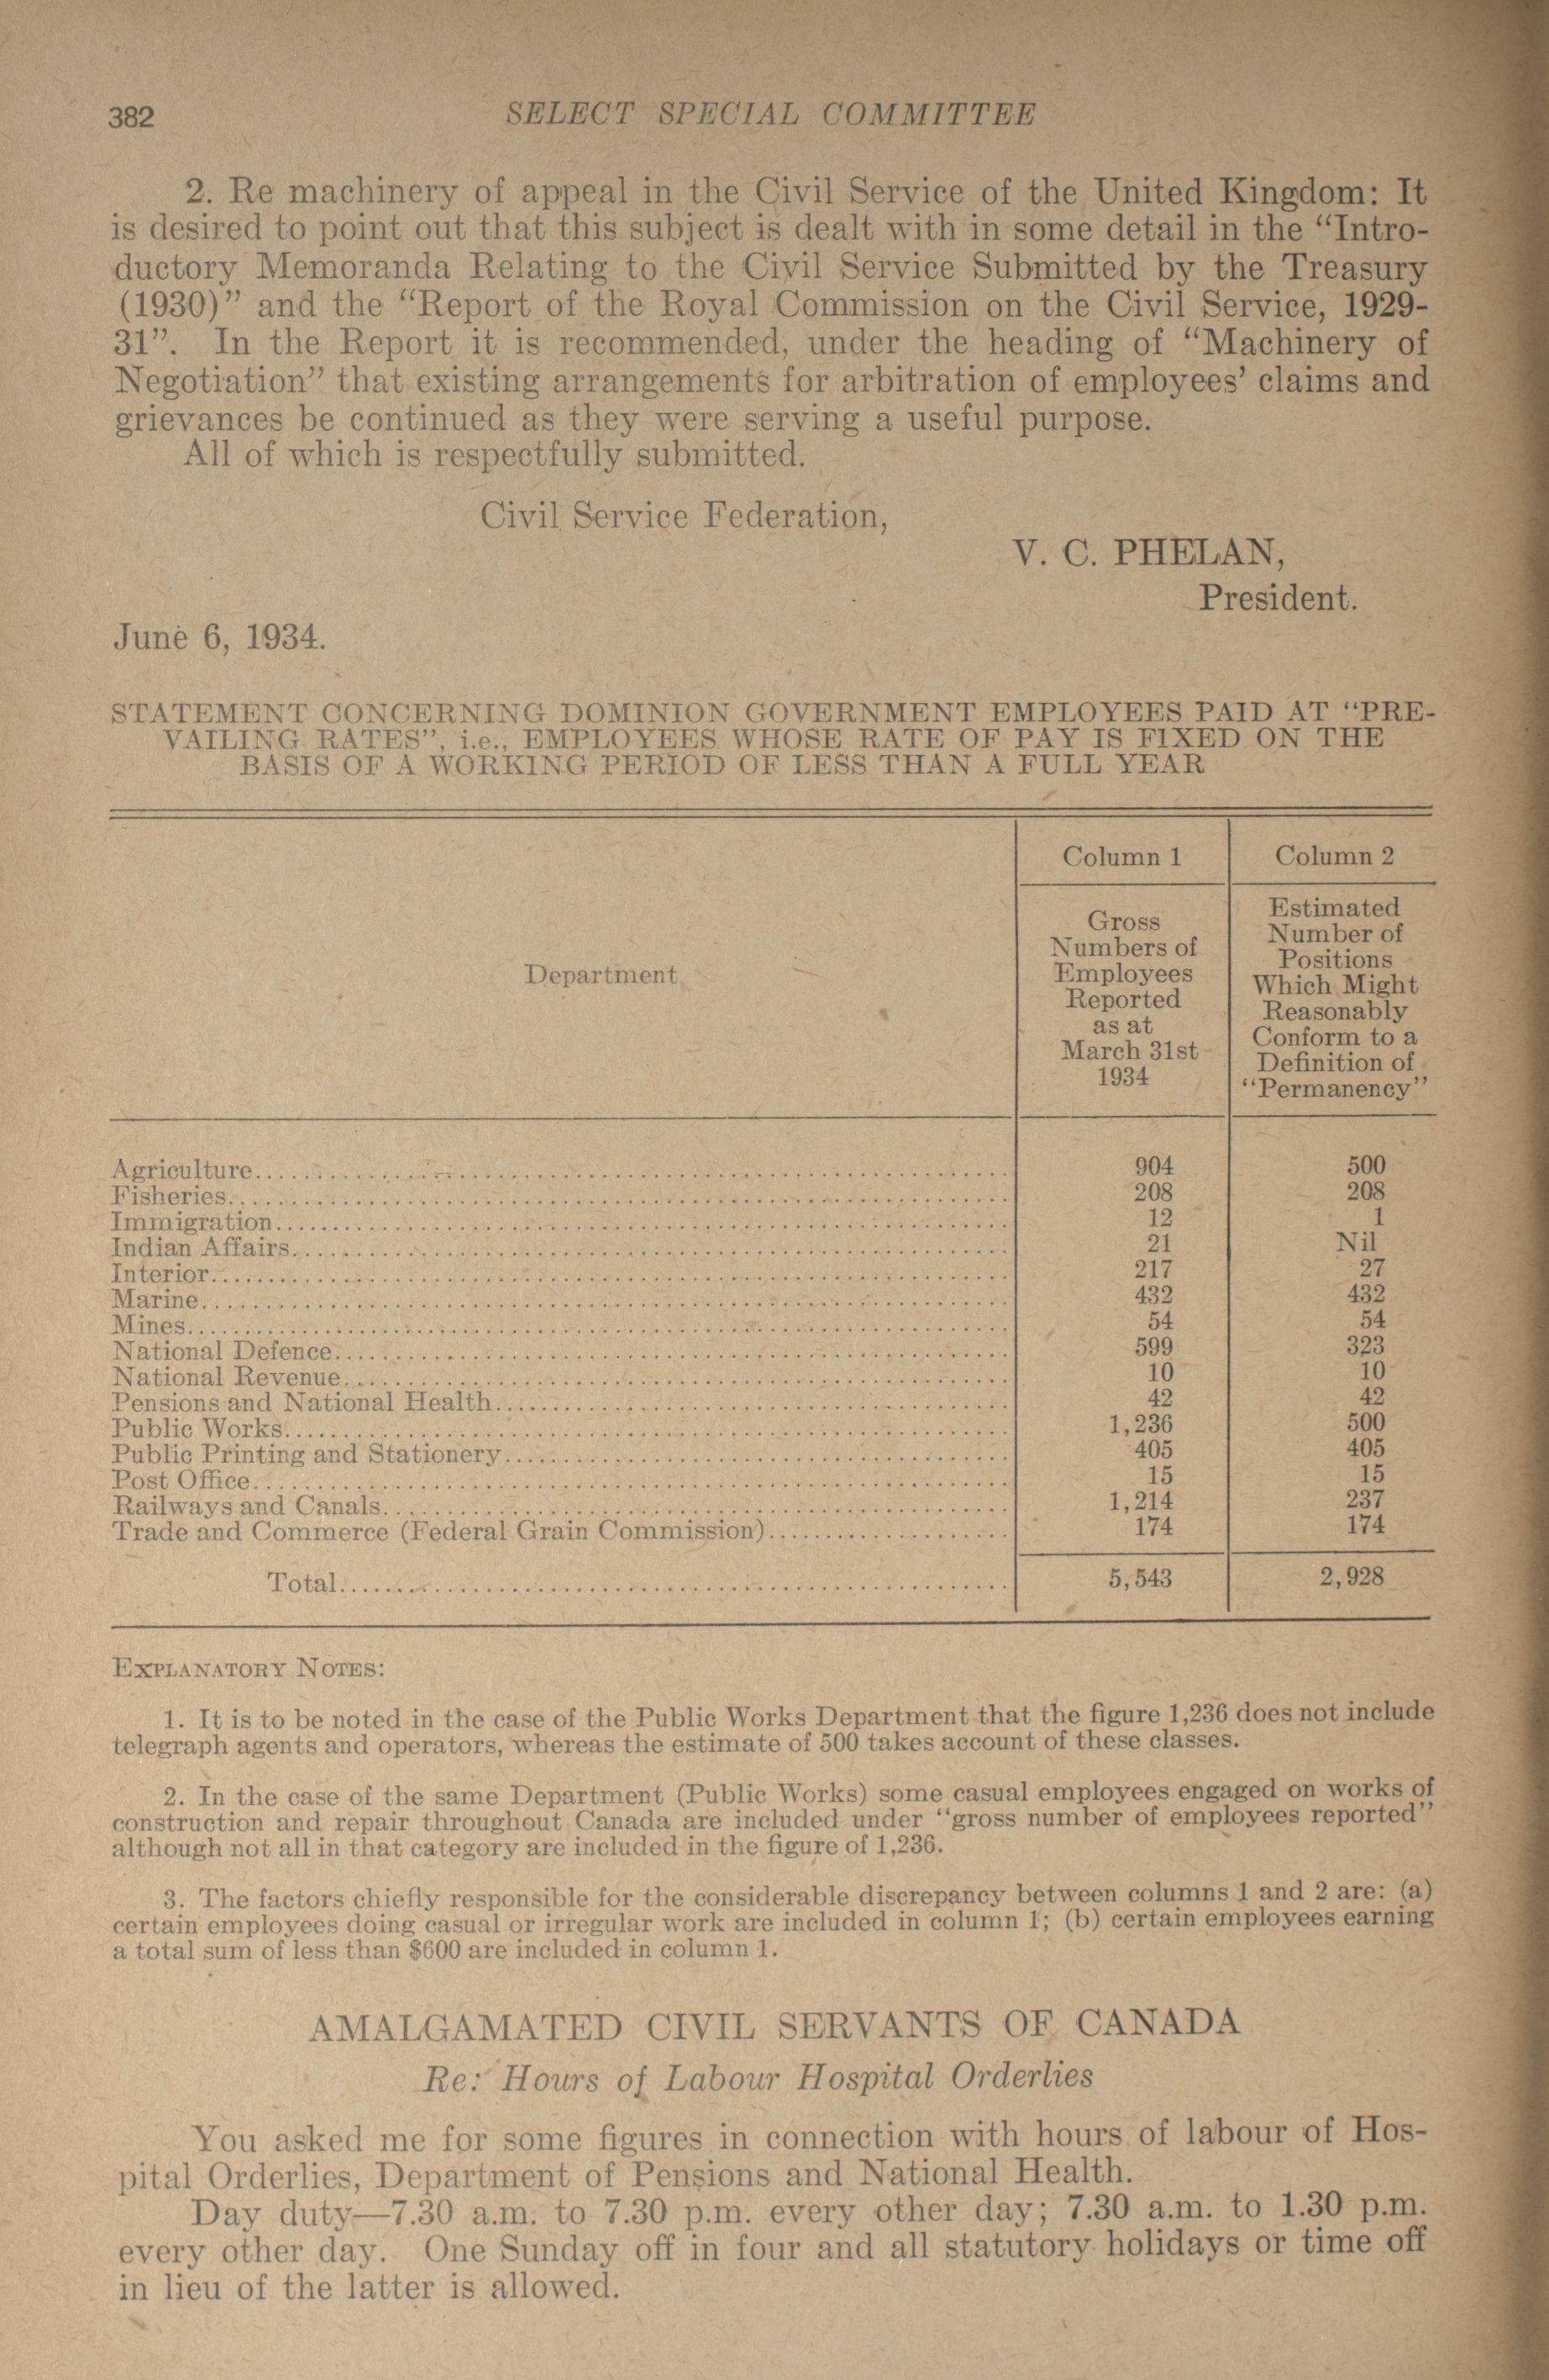 382
SELECT SPECIAL COMMITTEE
2. Re machinery of appeal in the Civil Service of the United Kingdom: It
is desired to point out that this subject is dealt with in some detail in the “Intro-
ductory Memoranda Relating to the Civil Service Submitted by the Treasury
(1930)” and the “Report of the Royal Commission on the Civil Service, 1929-
31”. In the Report it is recommended, under the heading of “Machinery of
Negotiation” that existing arrangements for arbitration of employees’ claims and
grievances be continued as they were serving a useful purpose.
All of which is respectfully submitted.
Civil Service Federation,
V. C. PHELAN,
President.
June 6, 1934.
STATEMENT CONCERNING DOMINION GOVERNMENT EMPLOYEES PAID AT “PRE-
VAILING RATES”, i.e., EMPLOYEES WHOSE RATE OF PAY IS FIXED ON THE
BASIS OF A WORKING PERIOD OF LESS THAN A FULL YEAR
Department
Column 1
Gross
Numbers of
Employees
Reported
as at
March 31st
1934
Column 2
Estimated
Number of
Positions
Which Might
Reasonably
Conform to a
Definition of
“Permanency”
Agriculture 904 500
Fisheries 208 208
Immigration 12 1
Indian Affairs 21 Nil
Interior 217 27
Marine 432 432
Mines 54 54
National Defence 599 323
National Revenue 10 10
Pensions and National Health 42 42
Public Works 1,236 500
Public Printing and Stationery 405 405
Post Office 15 15
Railways and Canals 1,214 237
Trade and Commerce (Federal Grain Commission) 174 174
Total 5,543 2,928
EXPLANATORY NOTES:
1. It is to be noted in the case of the Public Works Department that the figure 1,236 does not include
telegraph agents and operators, whereas the estimate of 500 takes account of these classes.
2. In the case of the same Department (Public Works) some casual employees engaged on works of
construction and repair throughout Canada are included under “gross number of employees reported”
although not all in that category are included in the figure of 1,236.
3. The factors chiefly responsible for the considerable discrepancy between columns 1 and 2 are: (a)
certain employees doing casual or irregular work are included in column 1; (b) certain employees earning
a total sum of less than $600 are included in column 1.
AMALGAMATED CIVIL SERVANTS OF CANADA
Re: Hours of Labour Hospital Orderlies
You asked me for some figures in connection with hours of labour of Hos-
pital Orderlies, Department of Pensions and National Health.
Day duty—7.30 a.m. to 7.30 p.m. every other day; 7.30 a.m. to 1.30 p.m.
every other day. One Sunday off in four and all statutory holidays or time off
in lieu of the latter is allowed.